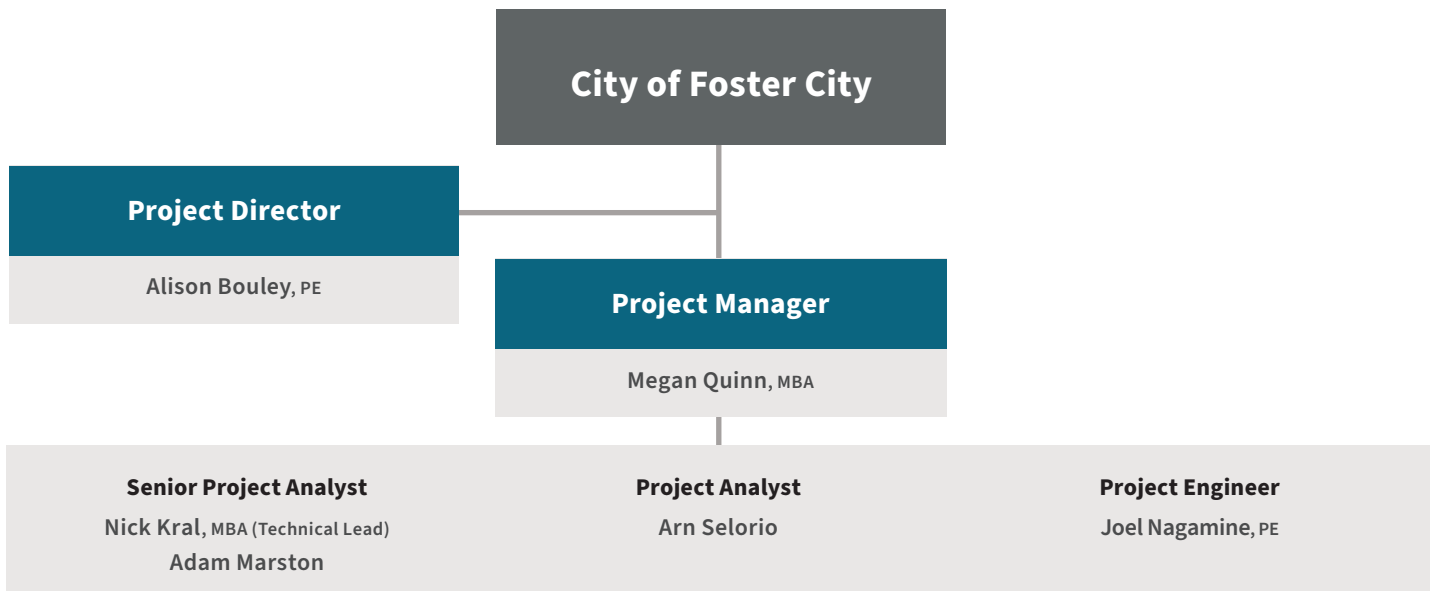 City of Foster City
Project Director
Alison Bouley, PE
Project Manager
Megan Quinn, MBA
Senior Project Analyst
Nick Kral, MBA (Technical Lead)
Adam Marston
Project Analyst
Arn Selorio
Project Engineer
Joel Nagamine, PE